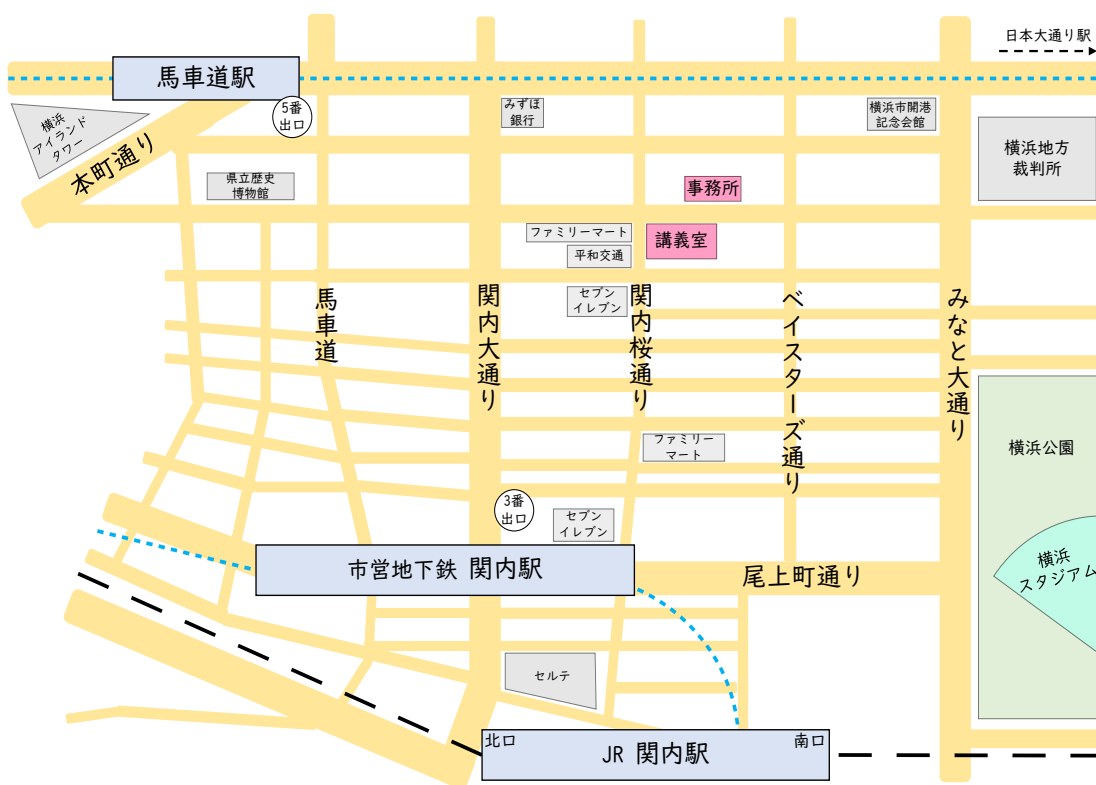 日本大通り駅
馬車道駅
5番
出口
みずほ
銀行
横浜市開港
記念会館
横浜
アイランド
タワー
本町通り
横浜地方
裁判所
県立歴史
博物館
事務所
ファミリーマート
講義室
平和交通
セブン
イレブン
馬車道
関内大通り
関内桜通り
ベイスターズ通り
みなと大通り
ファミリー
マート
横浜公園
3番
出口
セブン
イレブン
横浜
スタジアム
市営地下鉄 関内駅
尾上町通り
セルテ
北口
JR 関内駅
南口